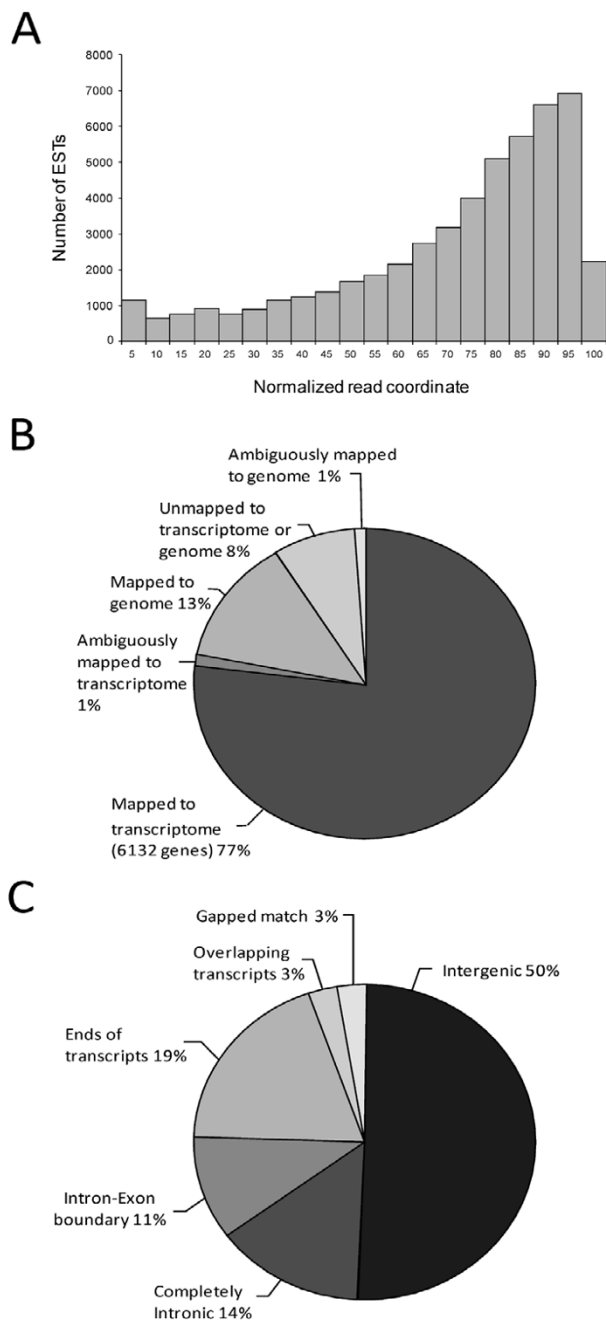 A
8000
7000
6000
5000
4000
3000
2000
1000
0
Number of ESTs
5 10 15 20 25 30 35 40 45 50 55 60 65 70 75 80 85 90 95 100
Normalized read coordinate
B
Ambiguously mapped
to genome 1%
Unmapped to
transcriptome or
genome 8%
Mapped to
genome 13%
Ambiguously
mapped to
transcriptome
1%
Mapped to
transcriptome
(6132 genes) 77%
C
Gapped match 3%
Overlapping
transcripts 3%
Intergenic 50%
Ends of
transcripts 19%
Intron-Exon
boundary 11%
Completely
Intronic 14%